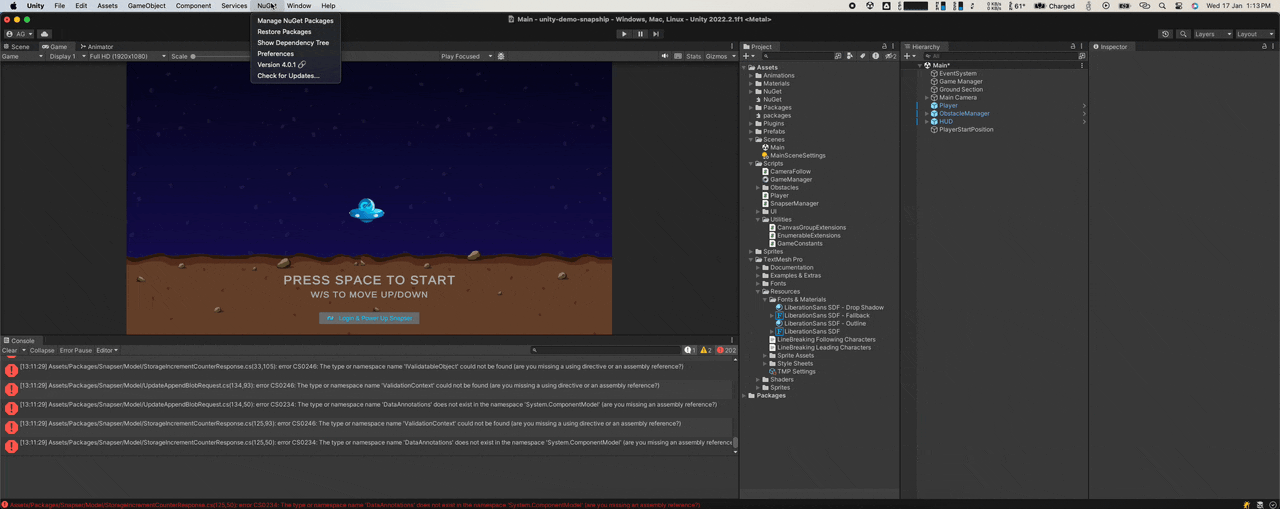 Unity File Edit Assets GameObject Component Services NuGet Window Help
61° Charged Wed 17 Jan 1:13 PM
Main - unity-demo-snapship - Windows, Mac, Linux - Unity 2022.2.1f1 <Metal>
AG
Layers Layout
Manage NuGet Packages
Restore Packages
Show Dependency Tree
Preferences
Version 4.0.1
Check for Updates...
Scene Game Animator
Game Display 1 Full HD (1920x1080) Scale Play Focused Stats Gizmos
PRESS SPACE TO START
W/S TO MOVE UP/DOWN
Login & Power Up Snapser
Console
Clear Collapse Error Pause Editor 1 2 202
[13:11:29] Assets/Packages/Snapser/Model/StorageIncrementCounterResponse.cs(33,105): error CS0246: The type or namespace name 'IValidatableObject' could not be found (are you missing a using directive or an assembly reference?)
[13:11:29] Assets/Packages/Snapser/Model/UpdateAppendBlobRequest.cs(134,93): error CS0246: The type or namespace name 'ValidationContext' could not be found (are you missing a using directive or an assembly reference?)
[13:11:29] Assets/Packages/Snapser/Model/UpdateAppendBlobRequest.cs(134,50): error CS0234: The type or namespace name 'DataAnnotations' does not exist in the namespace 'System.ComponentModel' (are you missing an assembly reference?)
[13:11:29] Assets/Packages/Snapser/Model/StorageIncrementCounterResponse.cs(125,93): error CS0246: The type or namespace name 'ValidationContext' could not be found (are you missing a using directive or an assembly reference?)
[13:11:29] Assets/Packages/Snapser/Model/StorageIncrementCounterResponse.cs(125,50): error CS0234: The type or namespace name 'DataAnnotations' does not exist in the namespace 'System.ComponentModel' (are you missing an assembly reference
Project
2
Assets
Animations
Materials
NuGet
NuGet
Packages
packages
Plugins
Prefabs
Scenes
Main
MainSceneSettings
Scripts
CameraFollow
GameManager
Obstacles
Player
SnapserManager
UI
Utilities
CanvasGroupExtensions
EnumerableExtensions
GameConstants
Sprites
TextMesh Pro
Documentation
Examples & Extras
Fonts
Resources
Fonts & Materials
LiberationSans SDF - Drop Shadow
LiberationSans SDF - Fallback
LiberationSans SDF - Outline
LiberationSans SDF
LineBreaking Following Characters
LineBreaking Leading Characters
Sprite Assets
Style Sheets
TMP Settings
Shaders
Sprites
Packages
Hierarchy
All
Main*
EventSystem
Game Manager
Ground Section
Main Camera
Player
ObstacleManager
HUD
PlayerStartPosition
Inspector
Assets/Packages/Snapser/Model/StorageIncrementCounterResponse.cs(125,50): error CS0234: The type or namespace name 'DataAnnotations' does not exist in the namespace 'System.ComponentModel' (are you missing an assembly reference?)